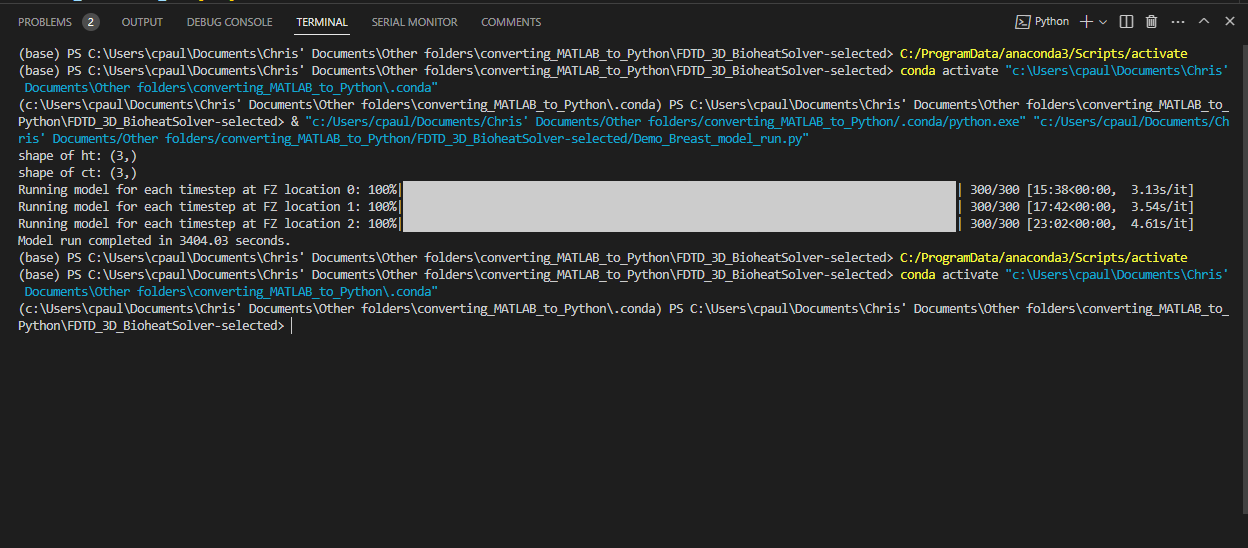 PROBLEMS 2 OUTPUT DEBUG CONSOLE TERMINAL SERIAL MONITOR COMMENTS Python
(base) PS C:\Users\cpaul\Documents\Chris' Documents\Other folders\converting_MATLAB_to_Python\FDTD_3D_BioheatSolver-selected> C:/ProgramData/anaconda3/Scripts/activate
(base) PS C:\Users\cpaul\Documents\Chris' Documents\Other folders\converting_MATLAB_to_Python\FDTD_3D_BioheatSolver-selected> conda activate "c:\Users\cpaul\Documents\Chris'
Documents\Other folders\converting_MATLAB_to_Python\.conda"
(c:\Users\cpaul\Documents\Chris' Documents\Other folders\converting_MATLAB_to_Python\.conda) PS C:\Users\cpaul\Documents\Chris' Documents\Other folders\converting_MATLAB_to_
Python\FDTD_3D_BioheatSolver-selected> & "c:/Users/cpaul/Documents/Chris' Documents/Other folders/converting_MATLAB_to_Python/.conda/python.exe" "c:/Users/cpaul/Documents/Ch
ris' Documents/Other folders/converting_MATLAB_to_Python/FDTD_3D_BioheatSolver-selected/Demo_Breast_model_run.py"
shape of ht: (3,)
shape of ct: (3,)
Running model for each timestep at FZ location 0: 100%| | 300/300 [15:38<00:00, 3.13s/it]
Running model for each timestep at FZ location 1: 100%| | 300/300 [17:42<00:00, 3.54s/it]
Running model for each timestep at FZ location 2: 100%| | 300/300 [23:02<00:00, 4.61s/it]
Model run completed in 3404.03 seconds.
(base) PS C:\Users\cpaul\Documents\Chris' Documents\Other folders\converting_MATLAB_to_Python\FDTD_3D_BioheatSolver-selected> C:/ProgramData/anaconda3/Scripts/activate
(base) PS C:\Users\cpaul\Documents\Chris' Documents\Other folders\converting_MATLAB_to_Python\FDTD_3D_BioheatSolver-selected> conda activate "c:\Users\cpaul\Documents\Chris'
Documents\Other folders\converting_MATLAB_to_Python\.conda"
(c:\Users\cpaul\Documents\Chris' Documents\Other folders\converting_MATLAB_to_Python\.conda) PS C:\Users\cpaul\Documents\Chris' Documents\Other folders\converting_MATLAB_to_
Python\FDTD_3D_BioheatSolver-selected>